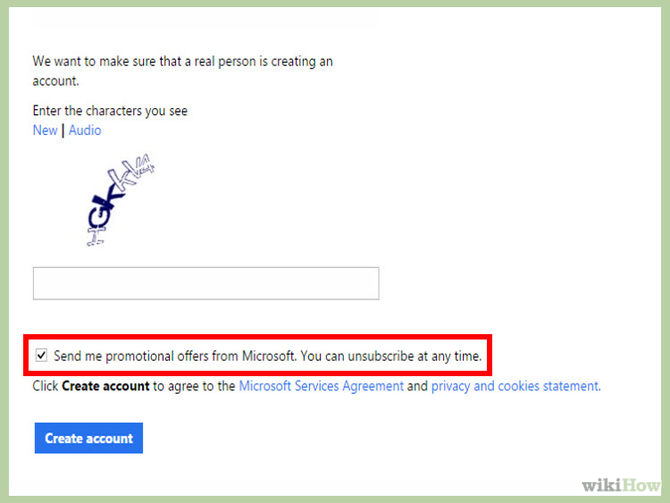 We want to make sure that a real person is creating an
account.
Enter the characters you see
New | Audio
Send me promotional offers from Microsoft. You can unsubscribe at any time.
Click Create account to agree to the Microsoft Services Agreement and privacy and cookies statement.
Create account
wikiHow